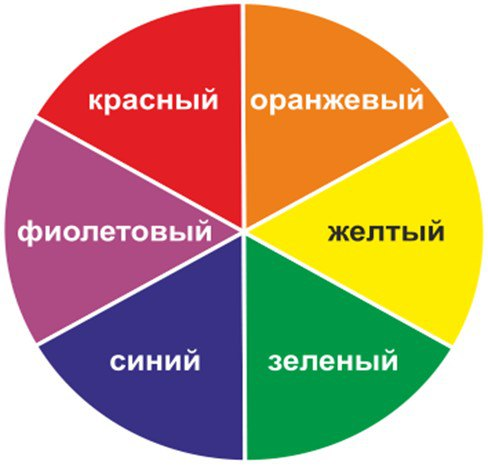 красный
оранжевый
фиолетовый
желтый
синий
зеленый